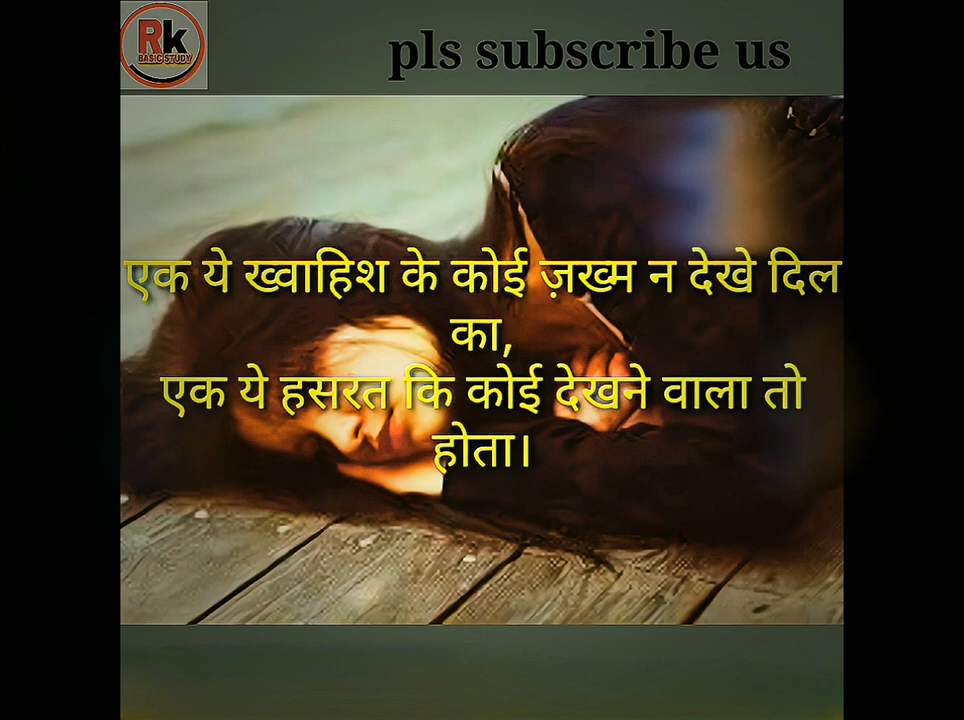 Rk
BASIC STUDY
pls subscribe us
एक ये ख्वाहिश के कोई ज़ख्म न देखे दिल
का,
एक ये हसरत कि कोई देखने वाला तो
होता।